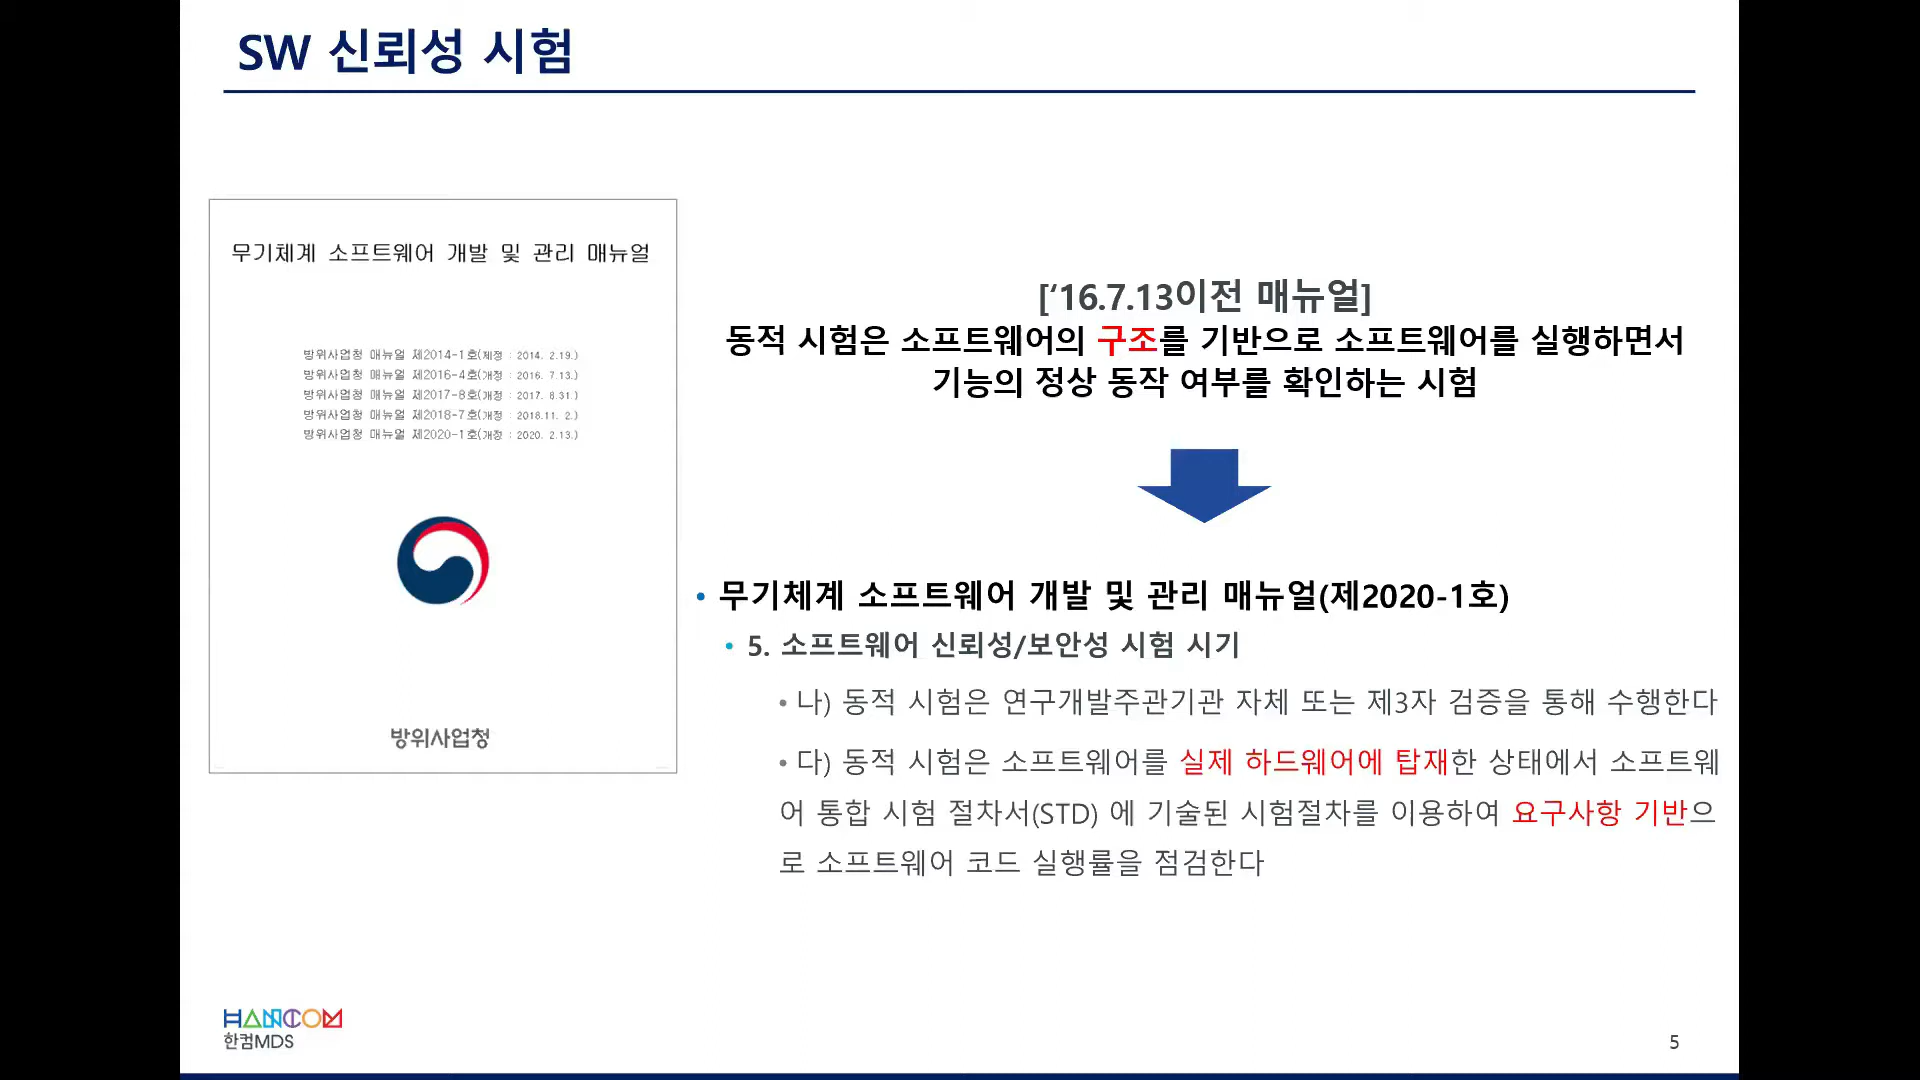 SW 신뢰성 시험
무기체계 소프트웨어 개발 및 관리 매뉴얼
방위사업청 매뉴얼 제2014-1호(제정 : 2014. 2.19.)
방위사업청 매뉴얼 제2016-4호(개정 : 2016. 7.13.)
방위사업청 매뉴얼 제2017-8호(개정 : 2017. 8.31.)
방위사업청 매뉴얼 제2018-7호(개정 : 2018.11. 2.)
방위사업청 매뉴얼 제2020-1호(개정 : 2020. 2.13.)
방위사업청
[‘16.7.13이전 매뉴얼]
동적 시험은 소프트웨어의 구조를 기반으로 소프트웨어를 실행하면서
기능의 정상 동작 여부를 확인하는 시험
• 무기체계 소프트웨어 개발 및 관리 매뉴얼(제2020-1호)
• 5. 소프트웨어 신뢰성/보안성 시험 시기
• 나) 동적 시험은 연구개발주관기관 자체 또는 제3자 검증을 통해 수행한다
• 다) 동적 시험은 소프트웨어를 실제 하드웨어에 탑재한 상태에서 소프트웨
어 통합 시험 절차서(STD) 에 기술된 시험절차를 이용하여 요구사항 기반으
로 소프트웨어 코드 실행률을 점검한다
HANCOM
한컴MDS
5